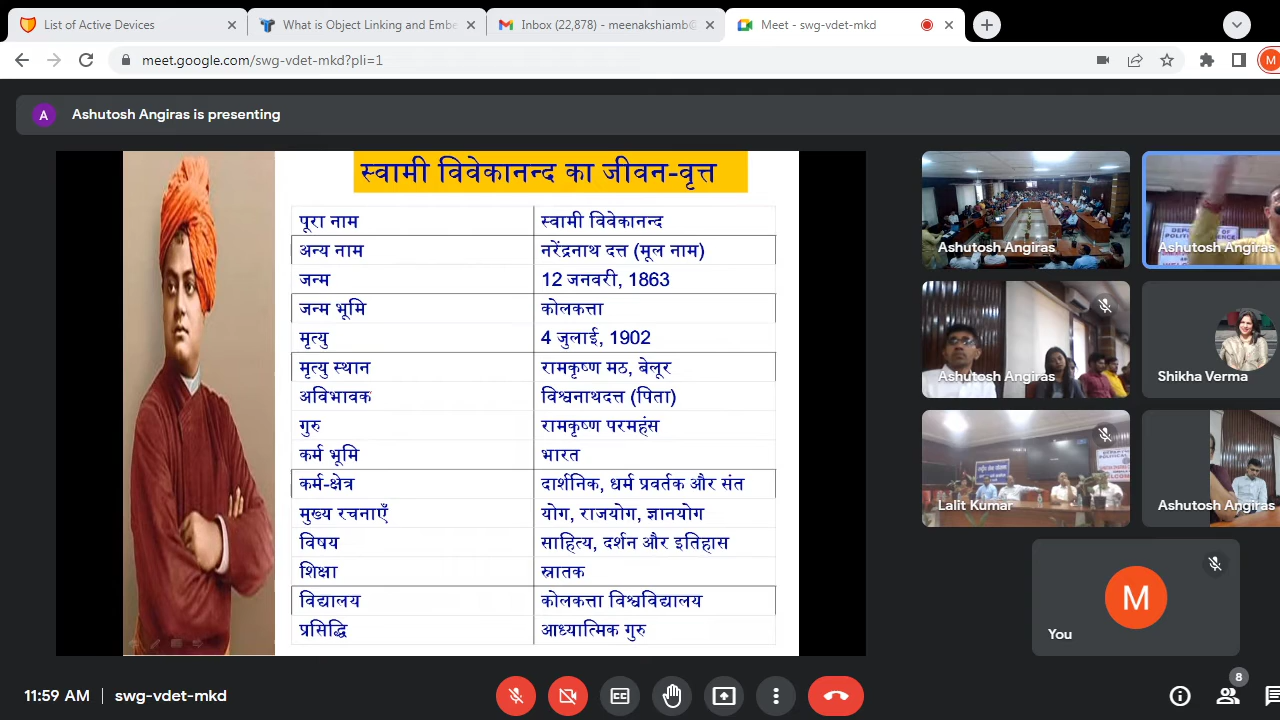 List of Active Devices
What is Object Linking and Embe
Inbox (22,878) - meenakshiamb@
Meet - swg-vdet-mkd
meet.google.com/swg-vdet-mkd?pli=1
M
A Ashutosh Angiras is presenting
स्वामी विवेकानन्द का जीवन-वृत्त
पूरा नाम स्वामी विवेकानन्द
अन्य नाम नरेंद्रनाथ दत्त (मूल नाम)
जन्म 12 जनवरी, 1863
जन्म भूमि कोलकत्ता
मृत्यु 4 जुलाई, 1902
मृत्यु स्थान रामकृष्ण मठ, बेलूर
अविभावक विश्वनाथदत्त (पिता)
गुरु रामकृष्ण परमहंस
कर्म भूमि भारत
कर्म-क्षेत्र दार्शनिक, धर्म प्रवर्तक और संत
मुख्य रचनाएँ योग, राजयोग, ज्ञानयोग
विषय साहित्य, दर्शन और इतिहास
शिक्षा स्नातक
विद्यालय कोलकत्ता विश्वविद्यालय
प्रसिद्धि आध्यात्मिक गुरु
Ashutosh Angiras
Ashutosh Angiras
Ashutosh Angiras
Shikha Verma
Lalit Kumar
Ashutosh Angiras
M
You
11:59 AM | swg-vdet-mkd
CC
8